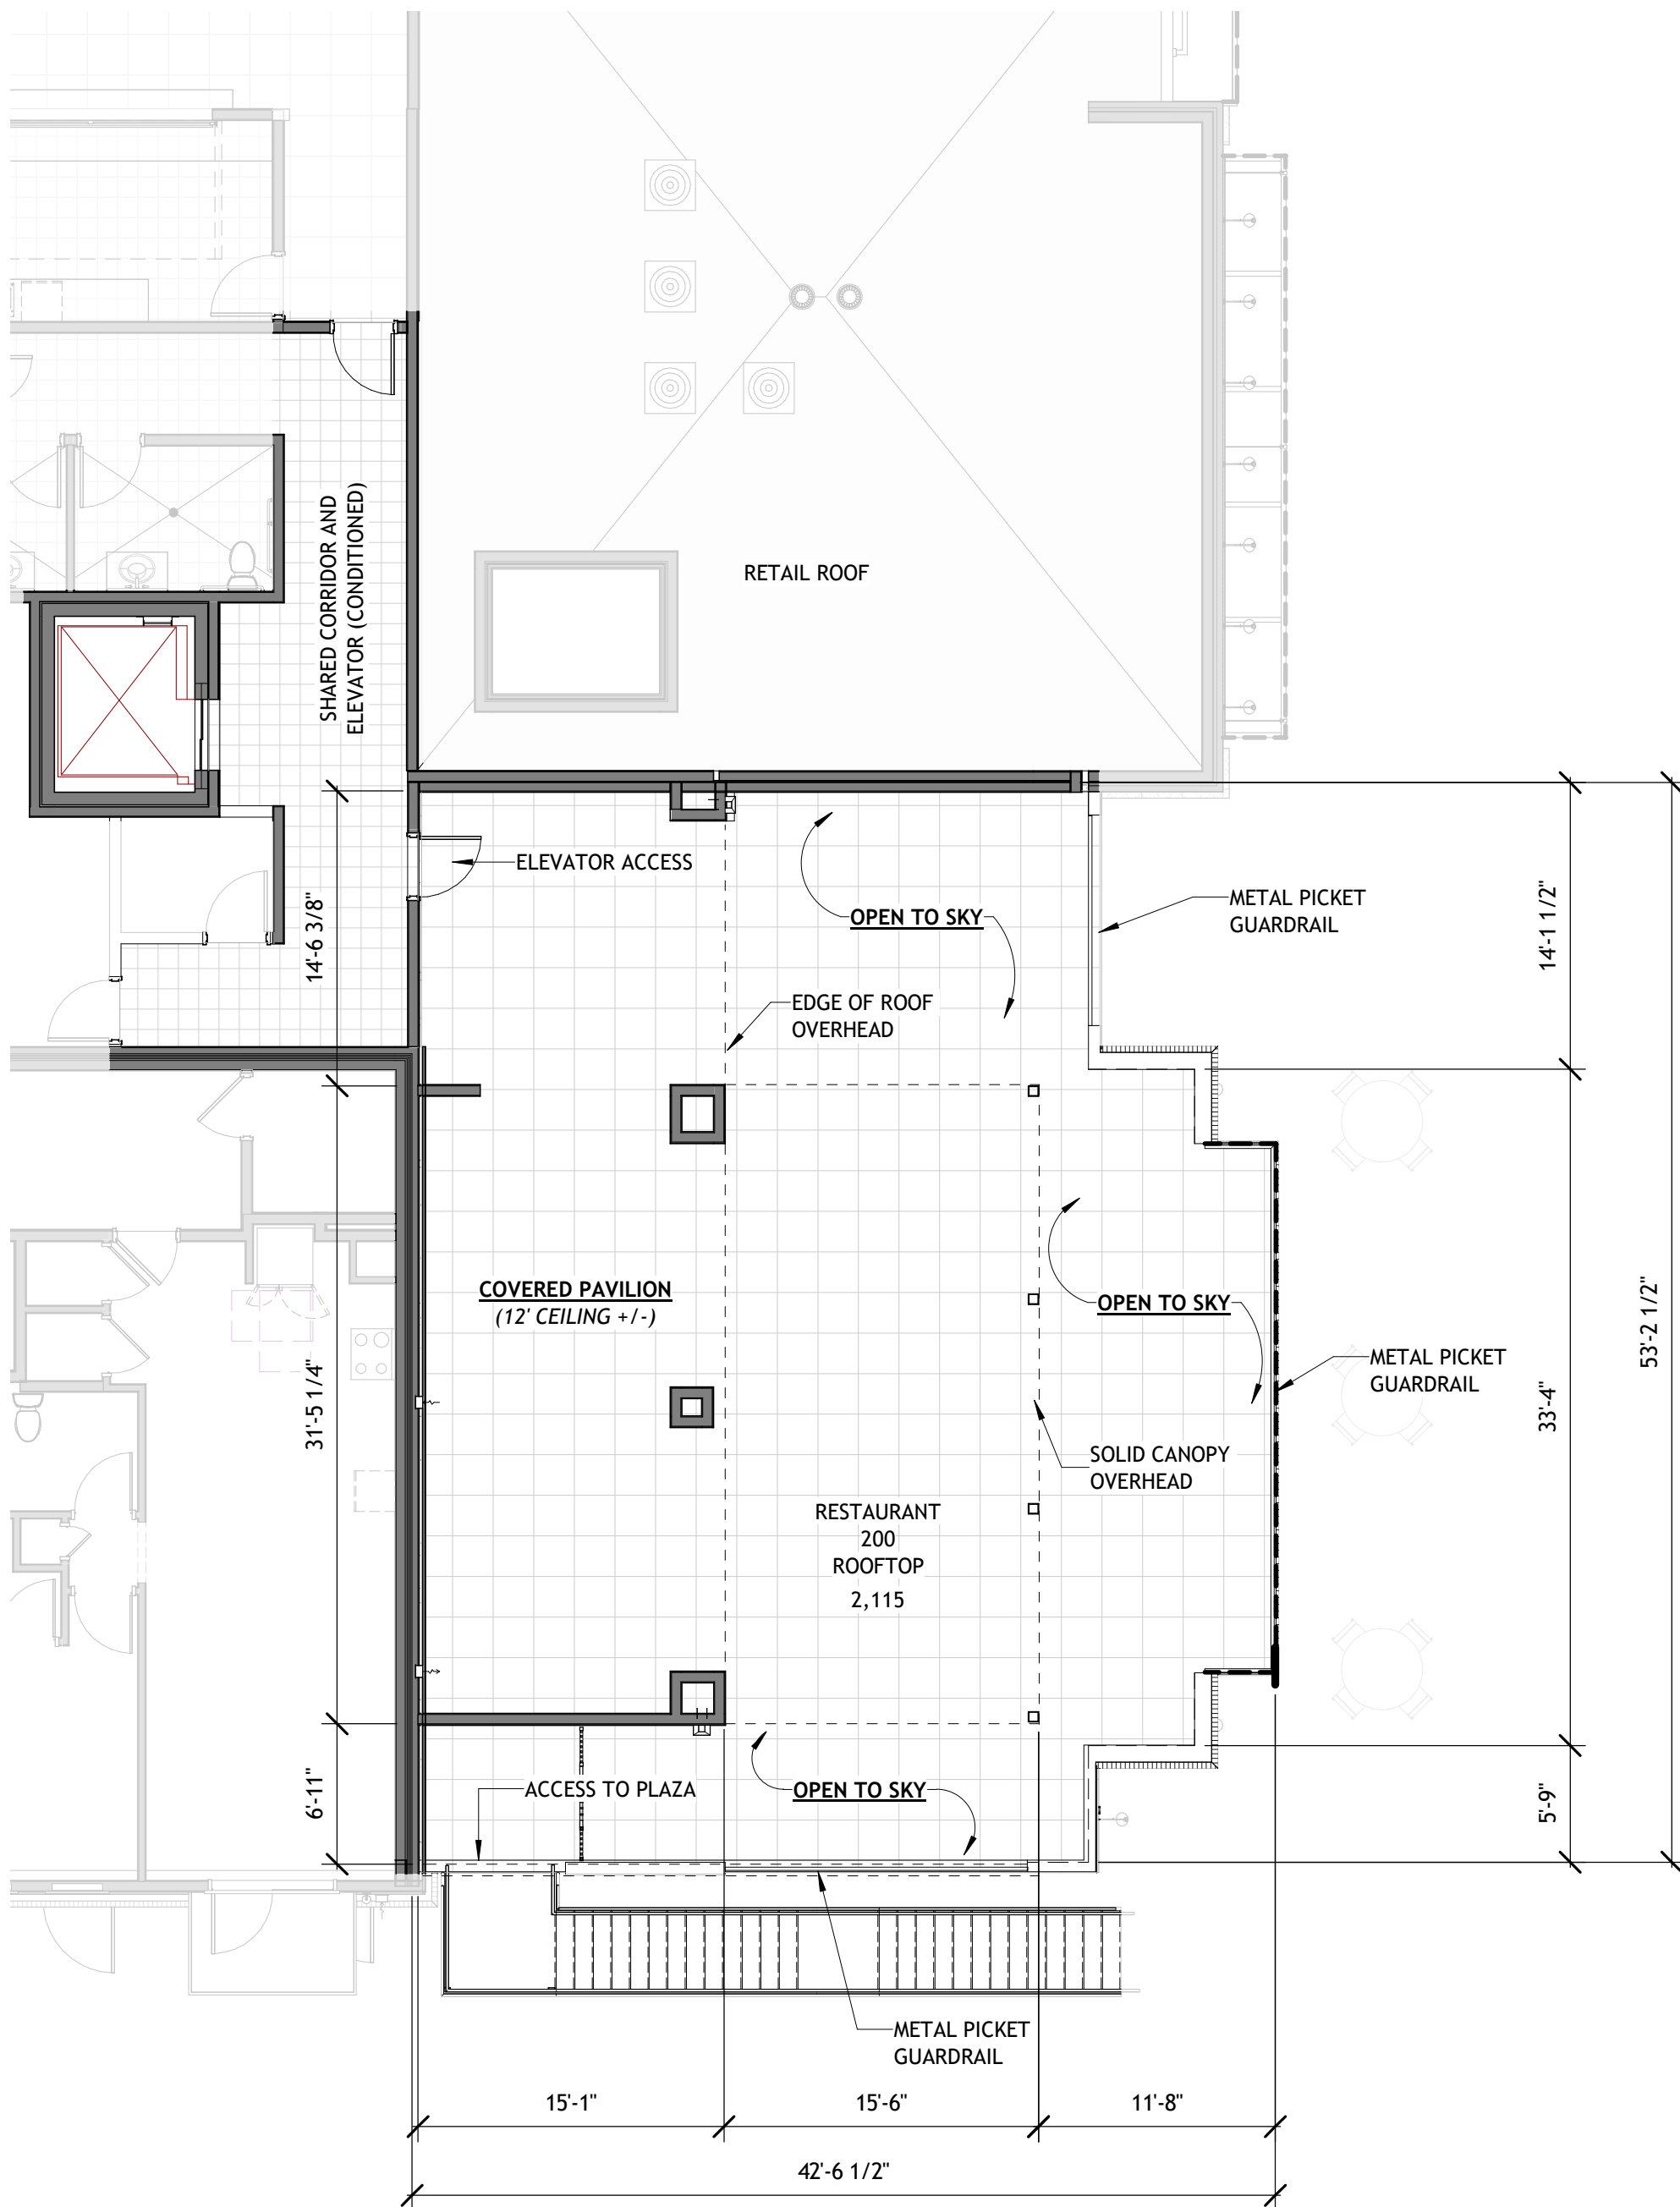 RETAIL ROOF
SHARED CORRIDOR AND
ELEVATOR (CONDITIONED)
ELEVATOR ACCESS
OPEN TO SKY
METAL PICKET
GUARDRAIL
14'-6 3/8"
14'-1 1/2"
EDGE OF ROOF
OVERHEAD
COVERED PAVILION
(12' CEILING +/-)
OPEN TO SKY
METAL PICKET
GUARDRAIL
53'-2 1/2"
31'-5 1/4"
33'-4"
SOLID CANOPY
OVERHEAD
RESTAURANT
200
ROOFTOP
2,115
6'-11"
ACCESS TO PLAZA
OPEN TO SKY
5'-9"
METAL PICKET
GUARDRAIL
15'-1"
15'-6"
11'-8"
42'-6 1/2"